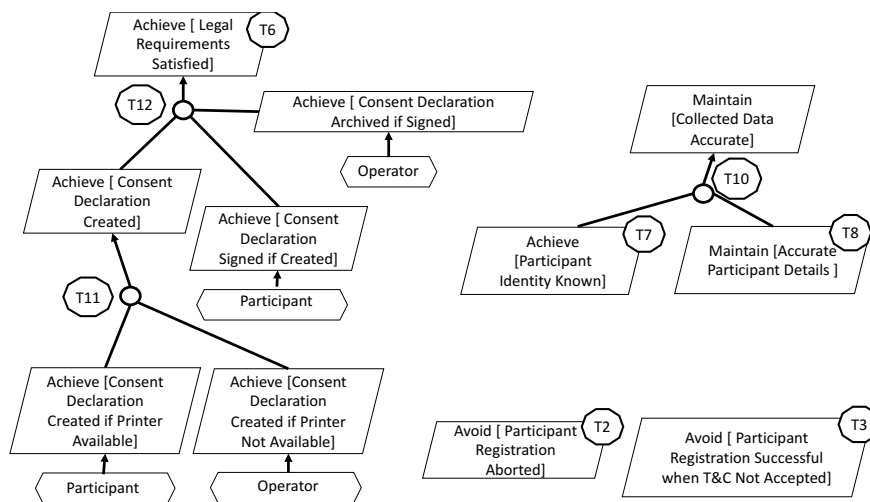 Achieve [ Legal
Requirements
Satisfied]
T6
T12
Achieve [ Consent Declaration
Archived if Signed]
Operator
Achieve [ Consent
Declaration
Created]
Achieve [ Consent
Declaration
Signed if Created]
Participant
T11
Achieve [Consent
Declaration
Created if Printer
Available]
Participant
Achieve [Consent
Declaration
Created if Printer
Not Available]
Operator
Maintain
[Collected Data
Accurate]
T10
Achieve
[Participant
Identity Known]
T7
Maintain [Accurate
Participant Details ]
T8
Avoid [ Participant
Registration
Aborted]
T2
Avoid [ Participant
Registration Successful
when T&C Not Accepted]
T3